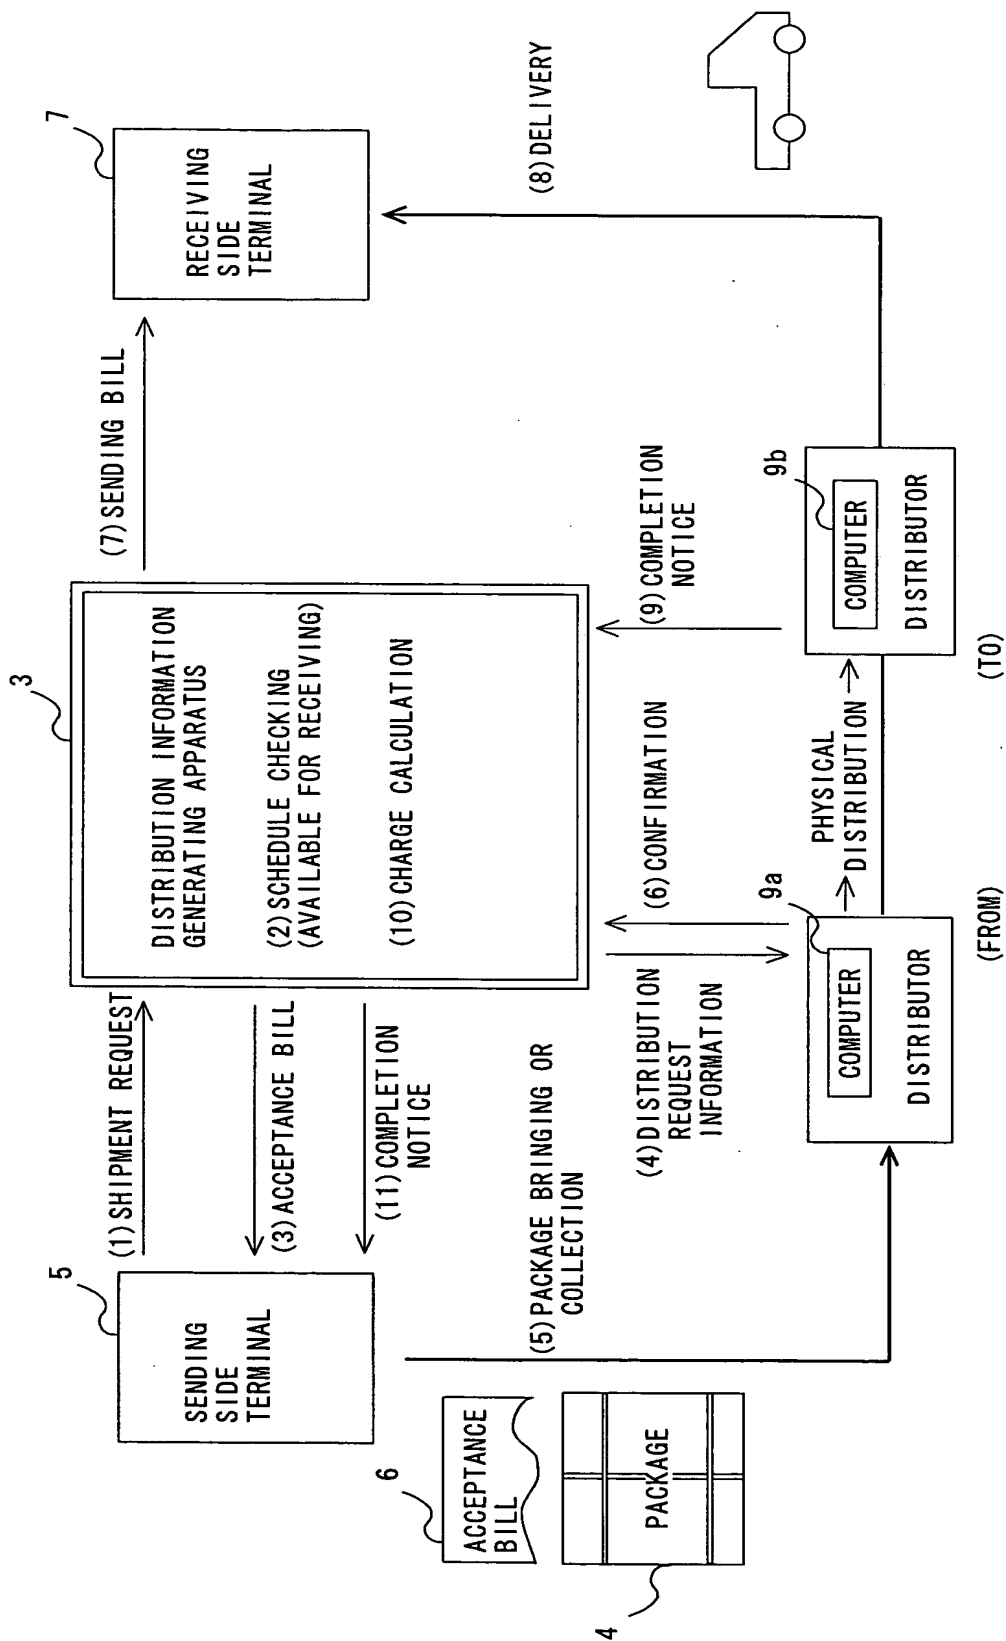 5
SENDING
SIDE
TERMINAL
(1)SHIPMENT REQUEST
(3)ACCEPTANCE BILL
(11)COMPLETION
NOTICE
3
DISTRIBUTION INFORMATION
GENERATING APPARATUS
(2)SCHEDULE CHECKING
(AVAILABLE FOR RECEIVING)
(10)CHARGE CALCULATION
(7)SENDING BILL
7
RECEIVING
SIDE
TERMINAL
6
ACCEPTANCE
BILL
PACKAGE
4
(5)PACKAGE BRINGING OR
COLLECTION
(4)DISTRIBUTION
REQUEST
INFORMATION
(6)CONFIRMATION
(9)COMPLETION
NOTICE
(8)DELIVERY
9a
COMPUTER
DISTRIBUTOR
(FROM)
PHYSICAL
DISTRIBUTION
9b
COMPUTER
DISTRIBUTOR
(TO)